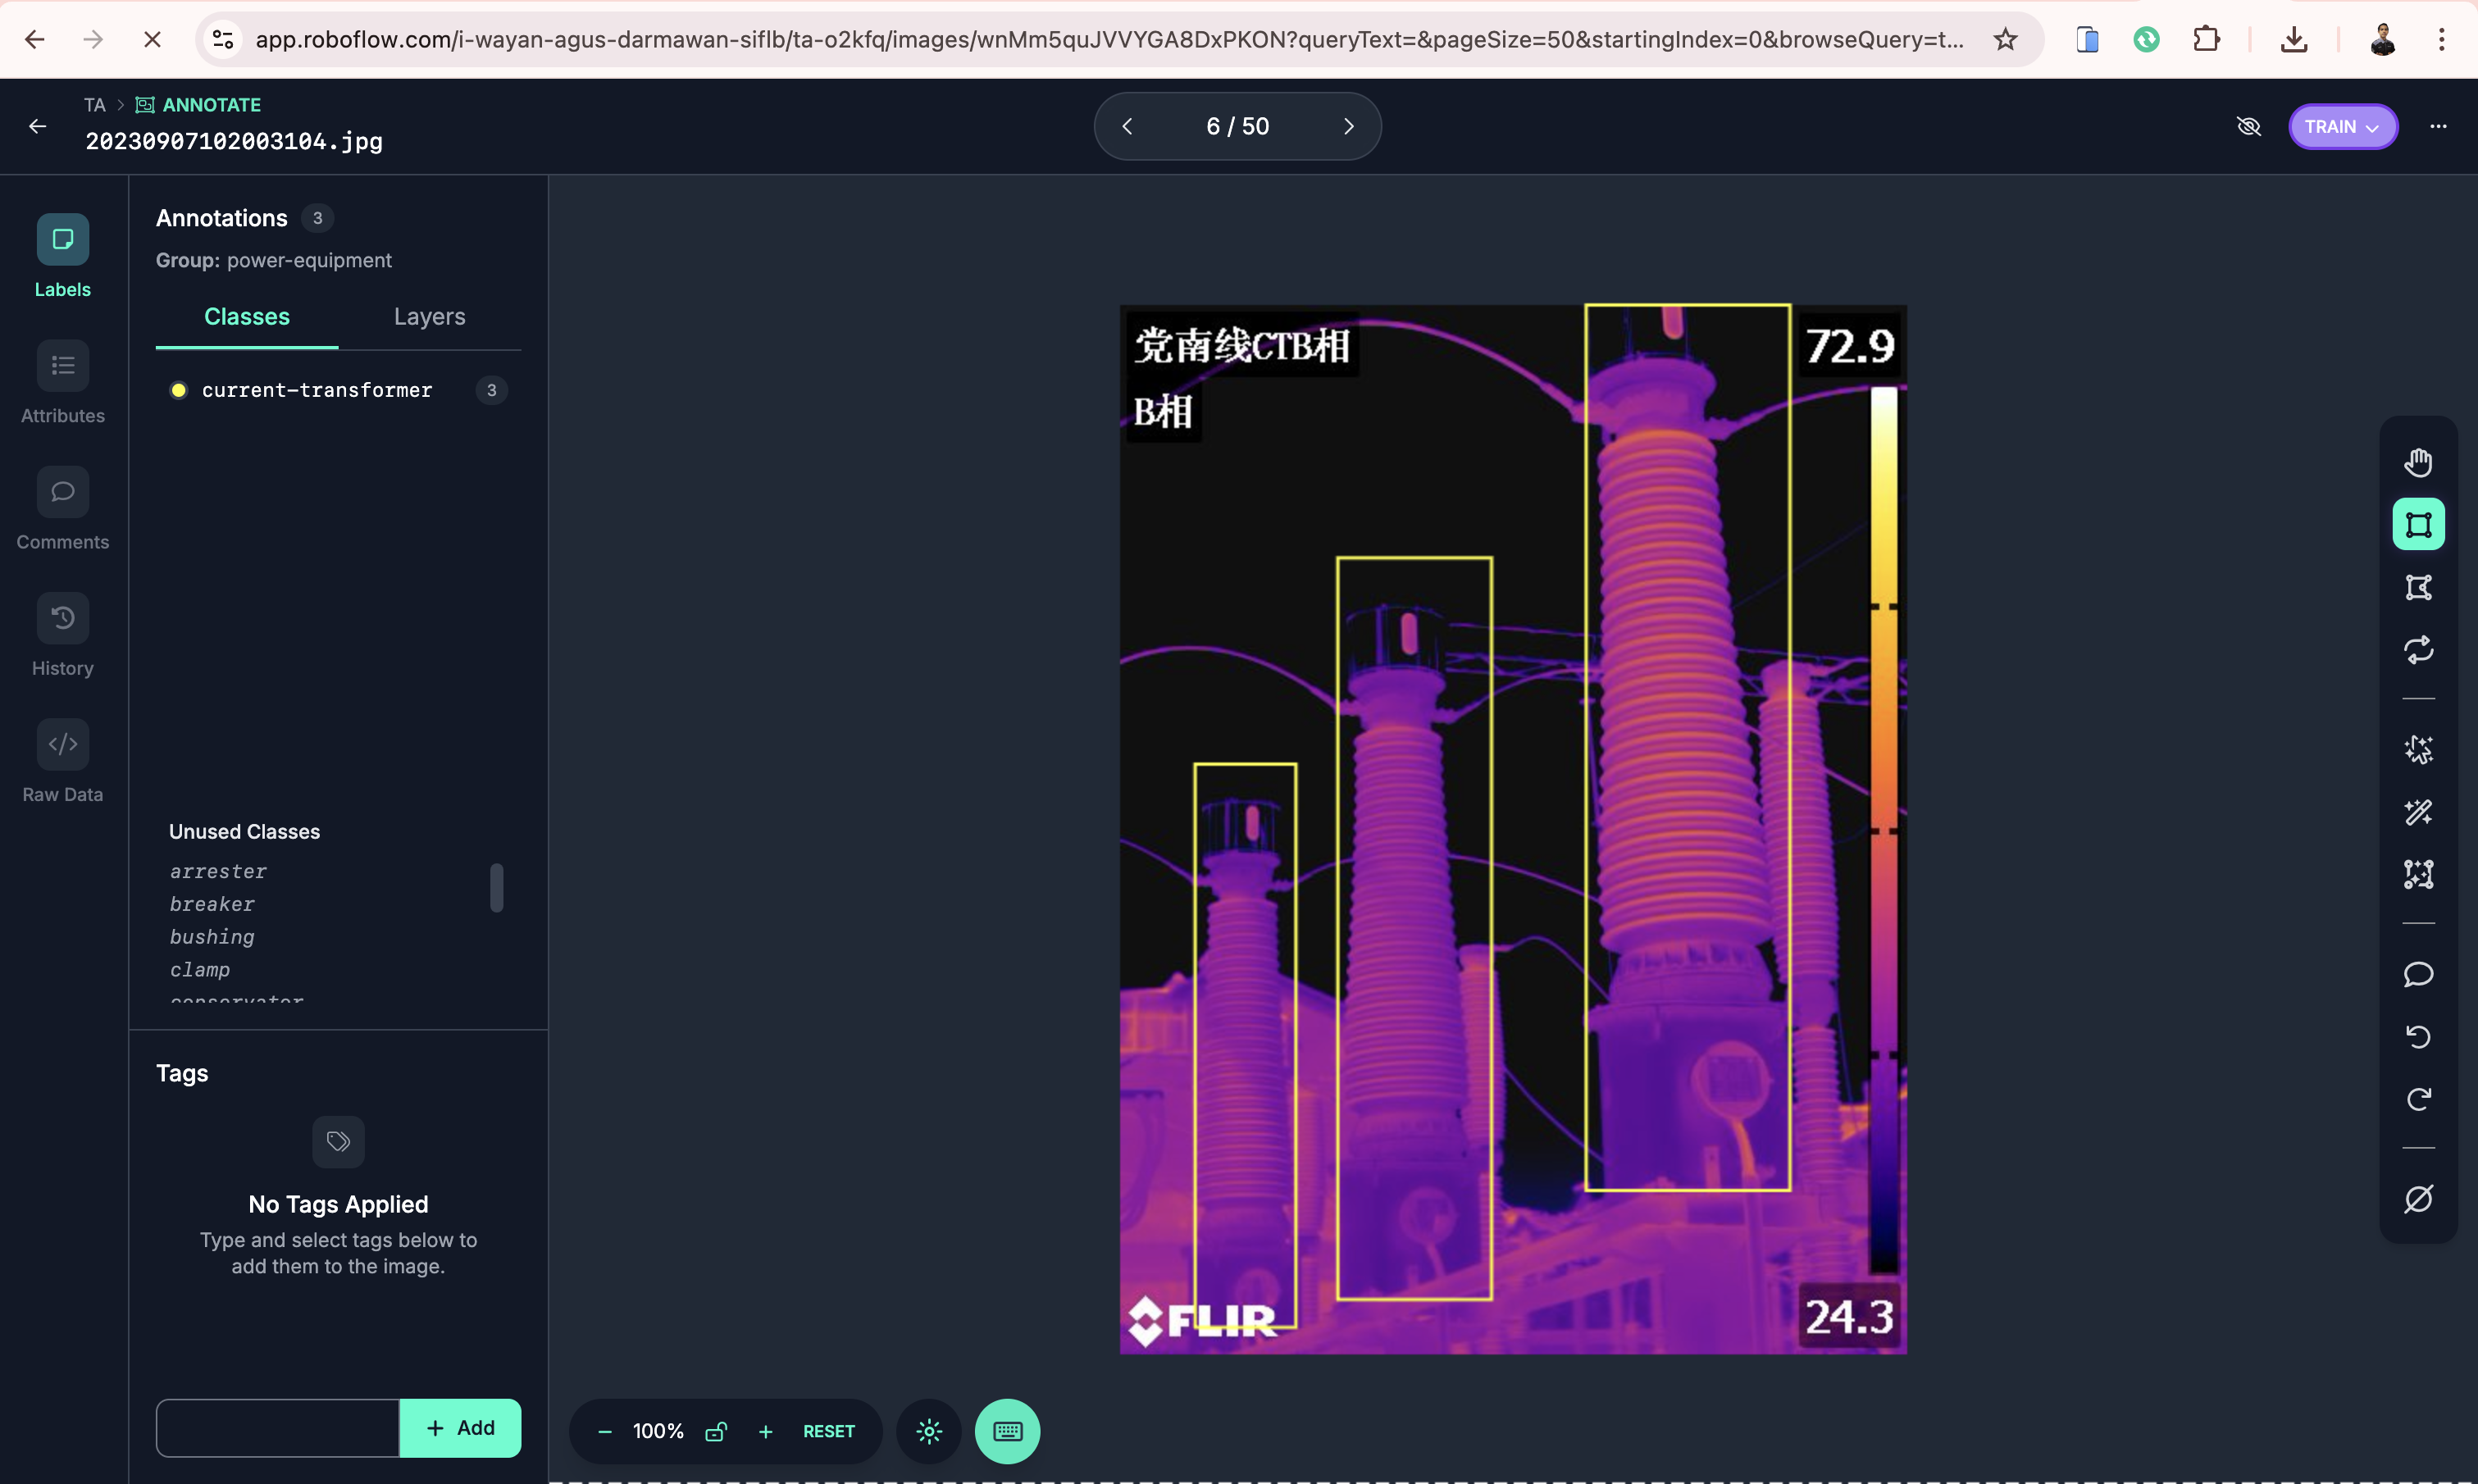 app.roboflow.com/i-wayan-agus-darmawan-siflb/ta-o2kfq/images/wnMm5quJVVYGA8DxPKON?queryText=&pageSize=50&startingIndex=0&browseQuery=t...
TA > ANNOTATE
20230907102003104.jpg
6 / 50
TRAIN
Labels
Attributes
Comments
History
Raw Data
Annotations 3
Group: power-equipment
Classes Layers
current-transformer 3
Unused Classes
arrester
breaker
bushing
clamp
conservator
Tags
No Tags Applied
Type and select tags below to
add them to the image.
+ Add
党南线CTB相
B相
72.9
24.3
FLIR
100%
RESET